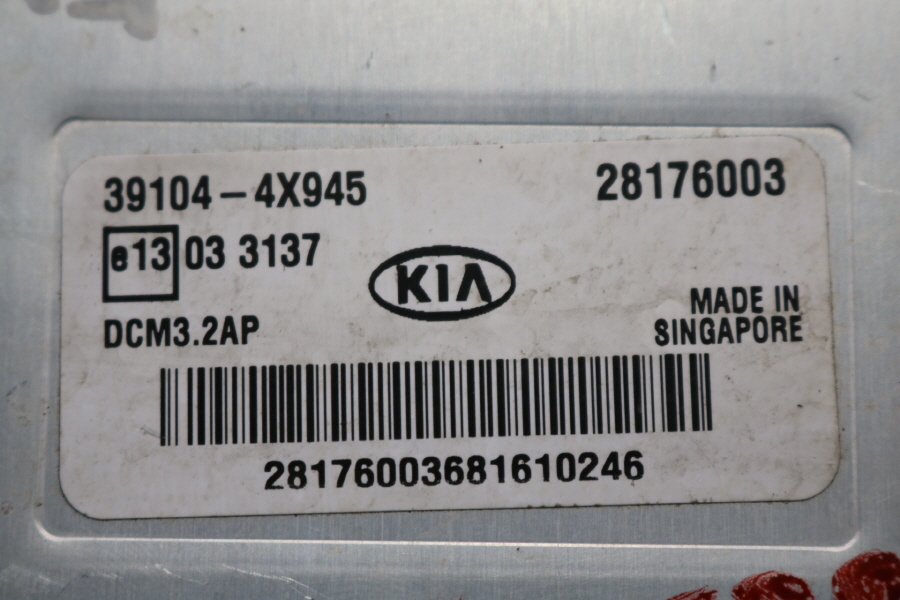 39104-4X945 28176003
e13 03 3137
KIA
DCM3.2AP
MADE IN
SINGAPORE
28176003681610246